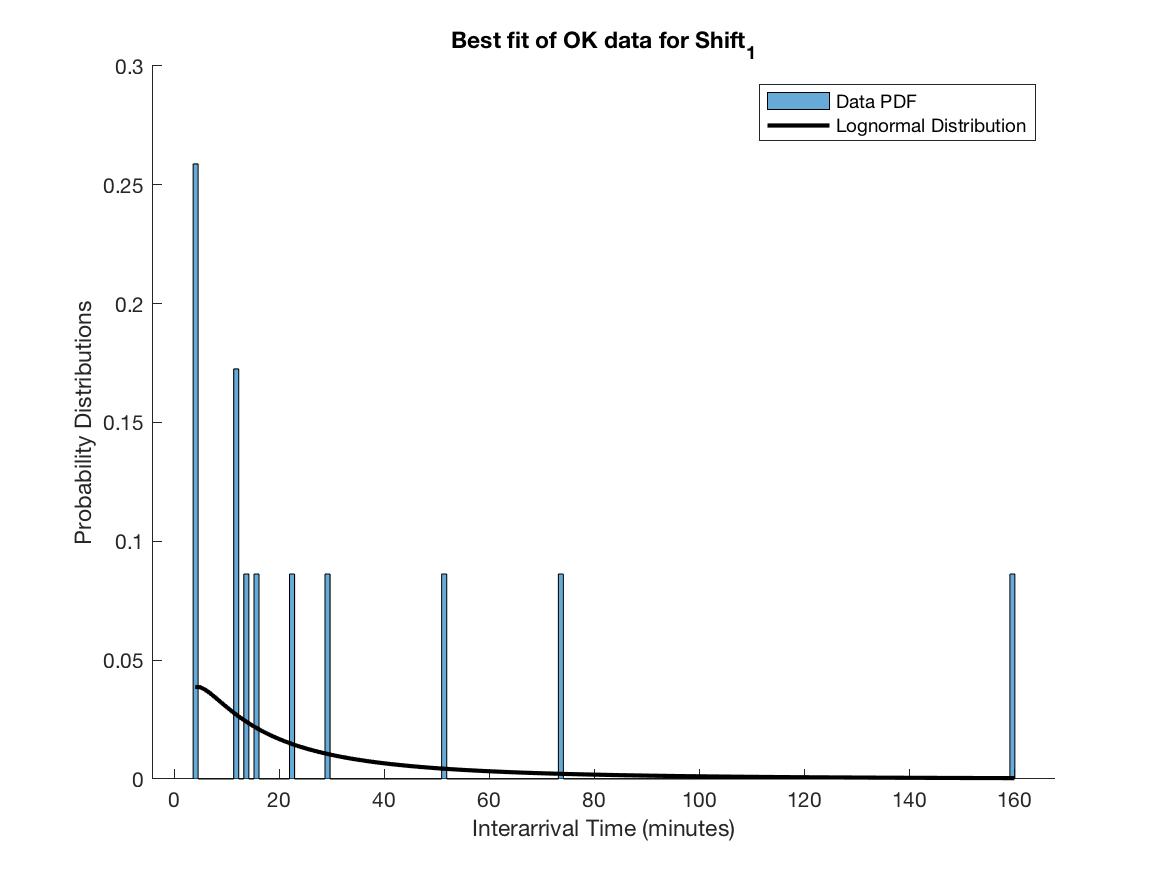 Best fit of OK data for Shift₁
Data PDF
Lognormal Distribution
Probability Distributions
0.3
0.25
0.2
0.15
0.1
0.05
0
0 20 40 60 80 100 120 140 160
Interarrival Time (minutes)